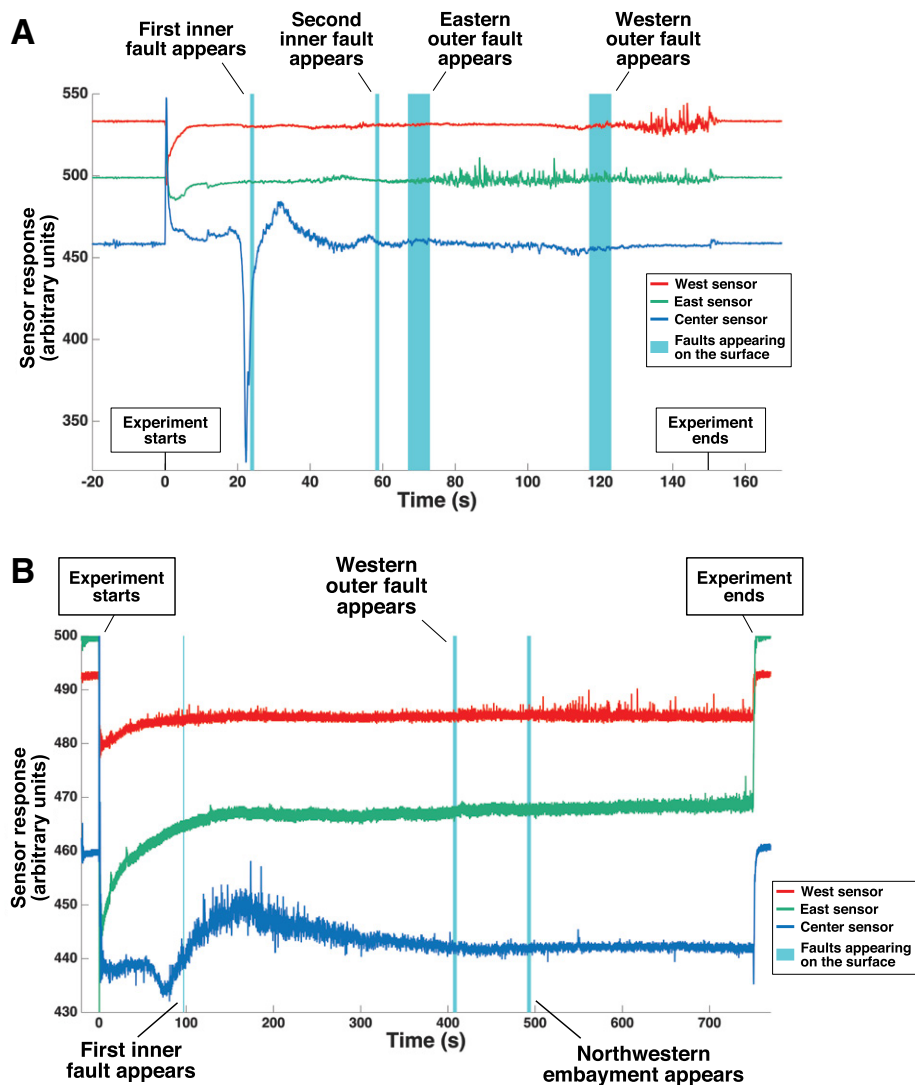 A
First inner
fault appears
Second
inner fault
appears
Eastern
outer fault
appears
Western
outer fault
appears
550
500
450
400
350
Sensor response
(arbitrary units)
West sensor
East sensor
Center sensor
Faults appearing
on the surface
Experiment
starts
Experiment
ends
-20 0 20 40 60 80 100 120 140 160
Time (s)
B
Experiment
starts
Western
outer fault
appears
Experiment
ends
500
490
480
470
460
450
440
430
Sensor response
(arbitrary units)
West sensor
East sensor
Center sensor
Faults appearing
on the surface
0 100 200 300 400 500 600 700
Time (s)
First inner
fault appears
Northwestern
embayment appears